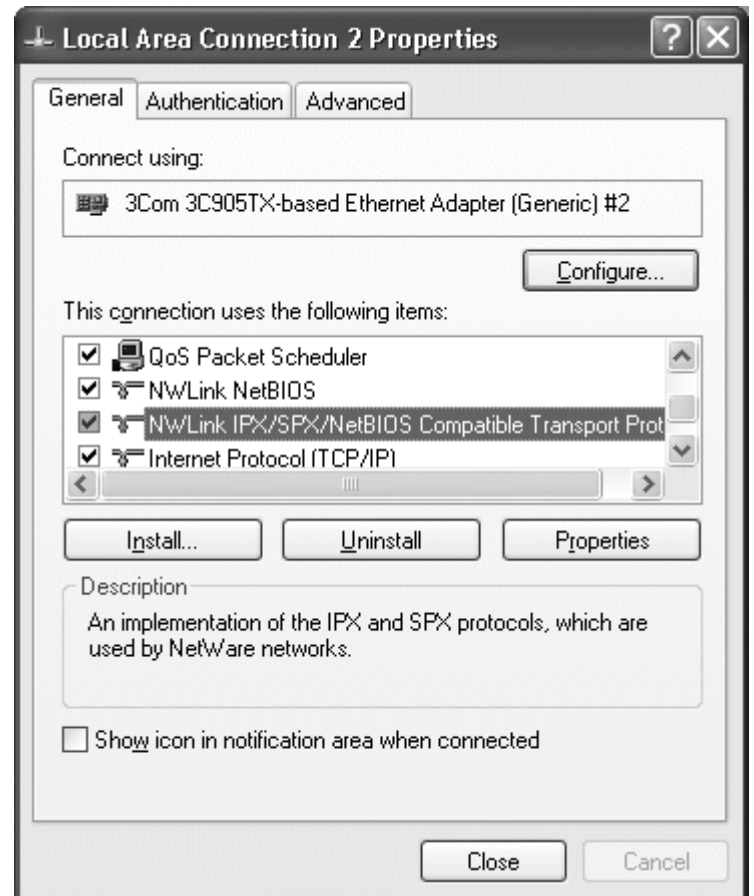 Local Area Connection 2 Properties
General Authentication Advanced
Connect using:
3Com 3C905TX-based Ethernet Adapter (Generic) #2
Configure...
This connection uses the following items:
QoS Packet Scheduler
NWLink NetBIOS
NWLink IPX/SPX/NetBIOS Compatible Transport Prot
Internet Protocol (TCP/IP)
Install... Uninstall Properties
Description
An implementation of the IPX and SPX protocols, which are
used by NetWare networks.
Show icon in notification area when connected
Close Cancel